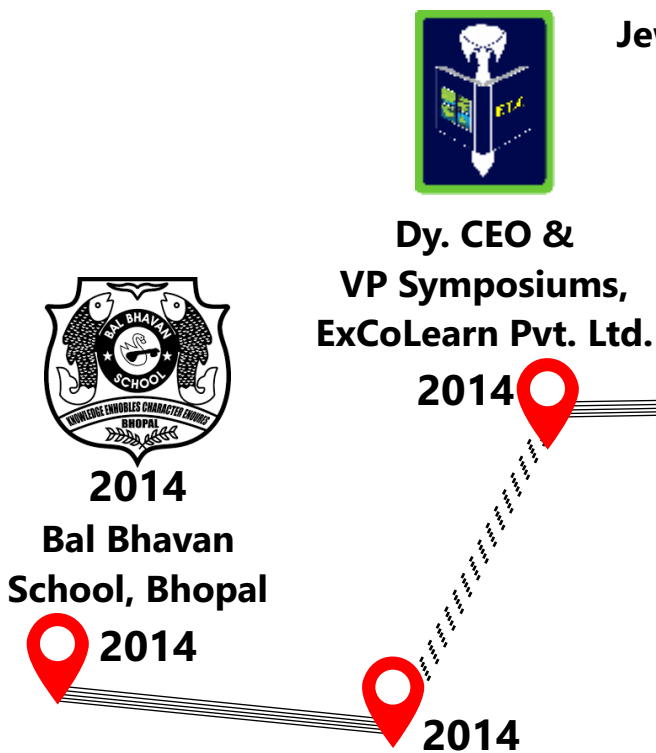 Jev
P.T.A.
Dy. CEO &
VP Symposiums,
ExCoLearn Pvt. Ltd.
2014
BAL BHAVAN
SCHOOL
KNOWLEDGE ENNOBLES CHARACTER ENDURES
BHOPAL
2014
Bal Bhavan
School, Bhopal
2014
2014